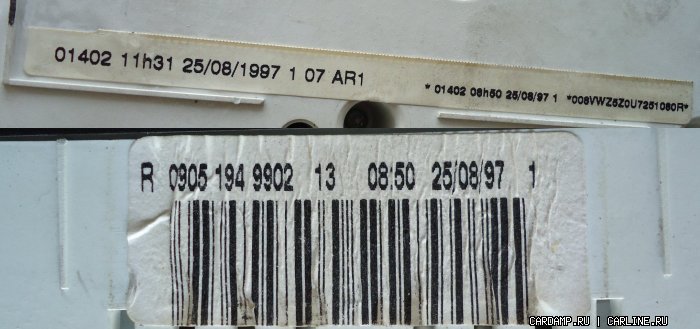 01402 11h31 25/08/1997 1 07 AR1
* 01402 08h50 25/08/97 1 *008VWZ5Z0U7251080R*
R 0905 194 9902 13 08:50 25/08/97 1
CARDAMP.RU | CARLINE.RU